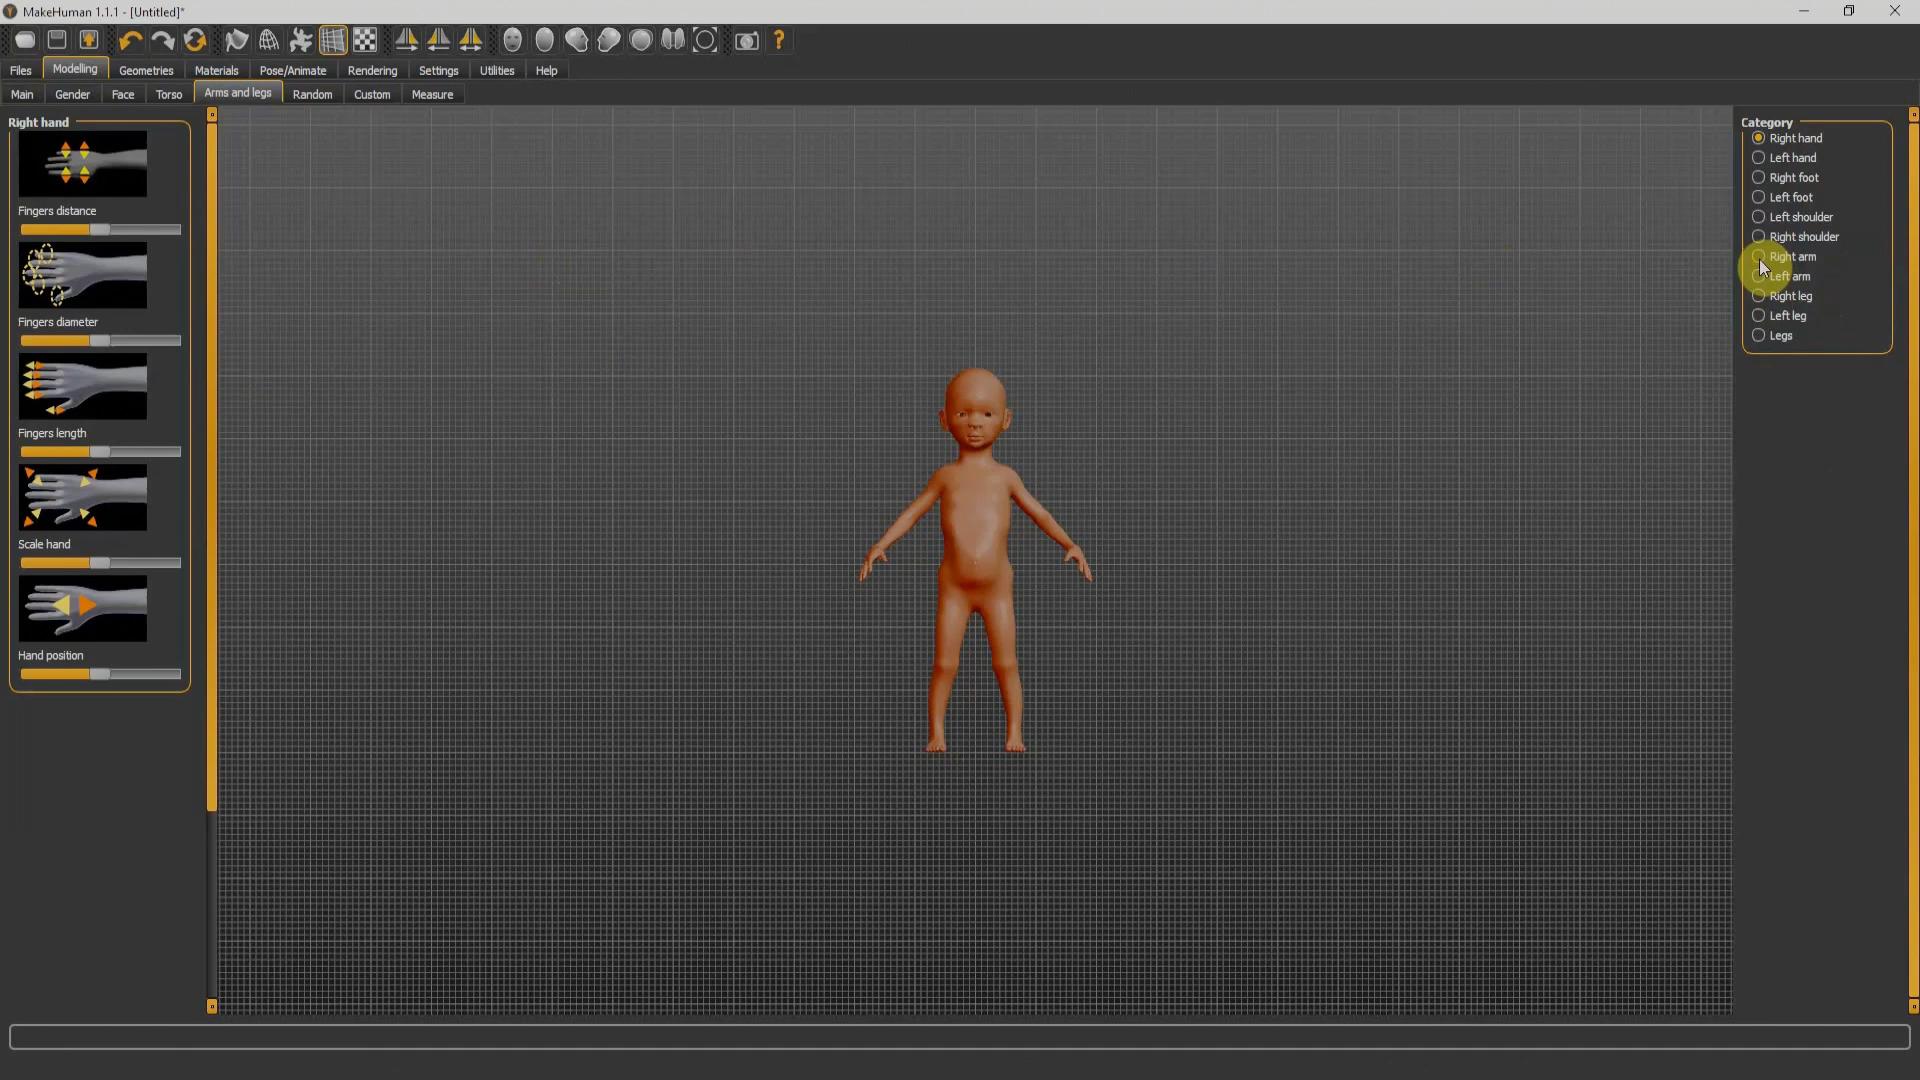 MakeHuman 1.1.1 - [Untitled]*
Files Modelling Geometries Materials Pose/Animate Rendering Settings Utilities Help
Main Gender Face Torso Arms and legs Random Custom Measure
Right hand
Fingers distance
Fingers diameter
Fingers length
Scale hand
Hand position
Category
Right hand
Left hand
Right foot
Left foot
Left shoulder
Right shoulder
Right arm
Left arm
Right leg
Left leg
Legs